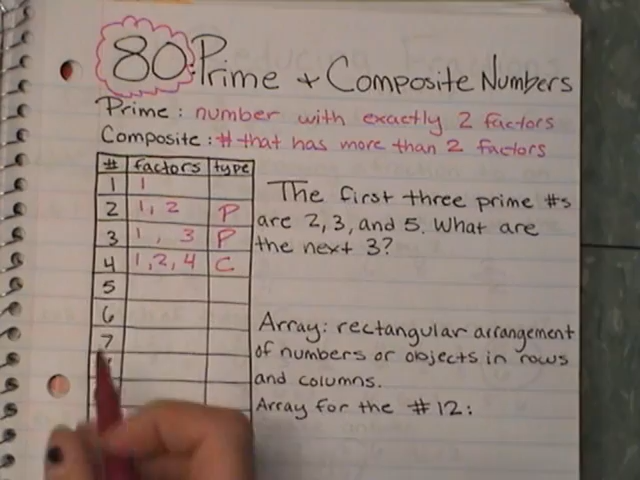 80: Prime + Composite Numbers
Prime: number with exactly 2 factors
Composite: # that has more than 2 factors
# factors type
1 1
2 1, 2 P
3 1, 3 P
4 1, 2, 4 C
5
6
7
The first three prime #s
are 2, 3, and 5. What are
the next 3?
Array: rectangular arrangement
of numbers or objects in rows
and columns.
Array for the #12: